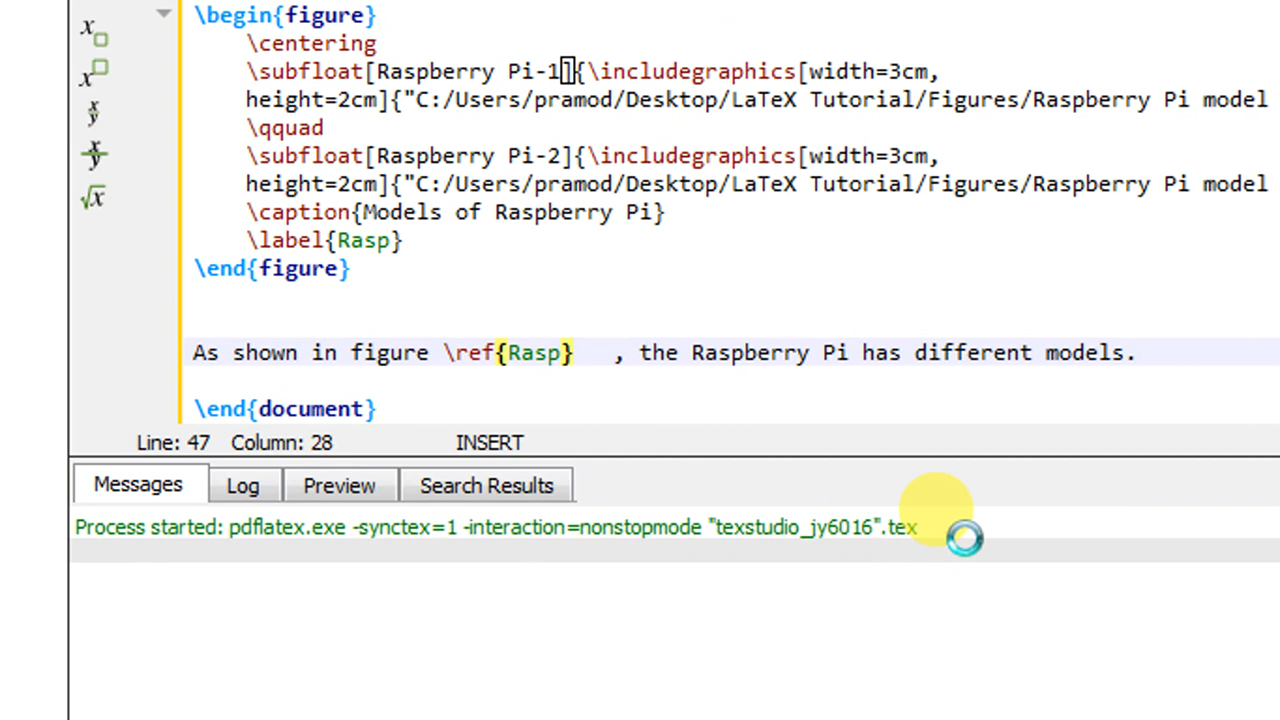 \begin{figure}
\centering
\subfloat[Raspberry Pi-1]{\includegraphics[width=3cm,
height=2cm]{"C:/Users/pramod/Desktop/LaTeX Tutorial/Figures/Raspberry Pi model
\qquad
\subfloat[Raspberry Pi-2]{\includegraphics[width=3cm,
height=2cm]{"C:/Users/pramod/Desktop/LaTeX Tutorial/Figures/Raspberry Pi model
\caption{Models of Raspberry Pi}
\label{Rasp}
\end{figure}
As shown in figure \ref{Rasp}   , the Raspberry Pi has different models.
\end{document}
Line: 47 Column: 28 INSERT
Messages Log Preview Search Results
Process started: pdflatex.exe -synctex=1 -interaction=nonstopmode "texstudio_jy6016".tex